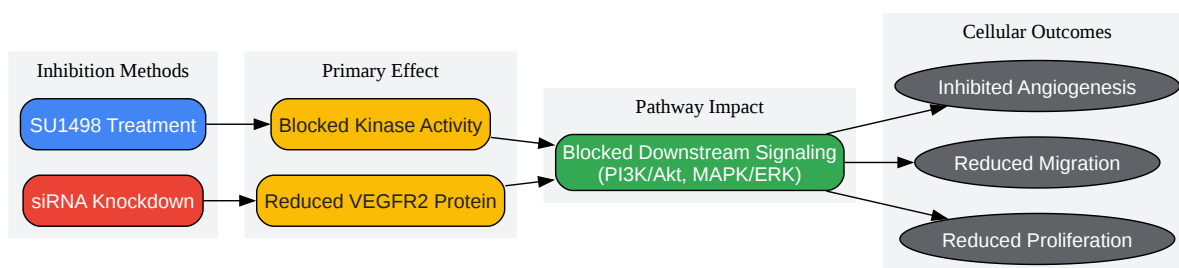 Inhibition Methods
SU1498 Treatment
siRNA Knockdown
Primary Effect
Blocked Kinase Activity
Reduced VEGFR2 Protein
Pathway Impact
Blocked Downstream Signaling
(PI3K/Akt, MAPK/ERK)
Cellular Outcomes
Inhibited Angiogenesis
Reduced Migration
Reduced Proliferation